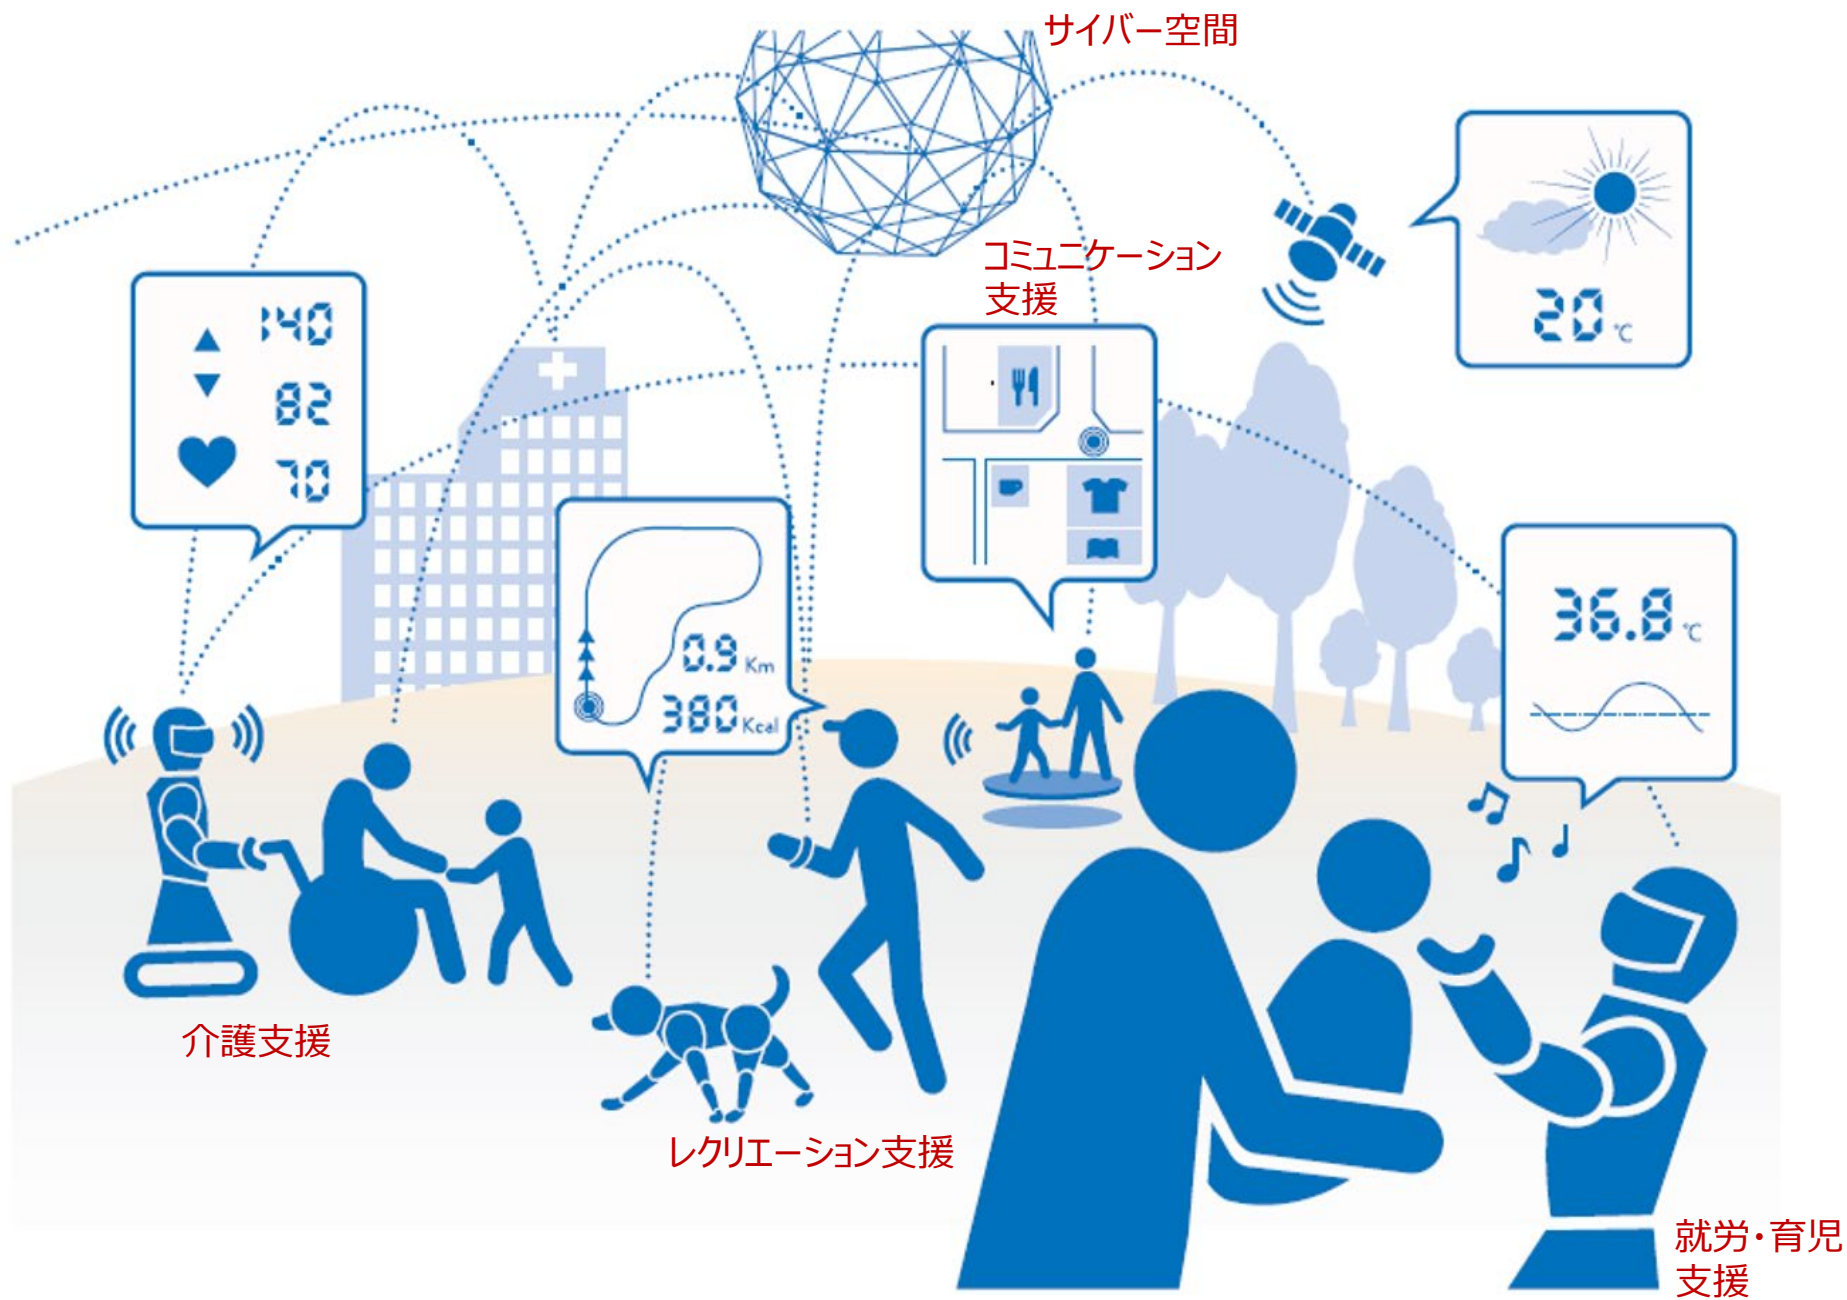 サイバー空間
コミュニケーション
支援
20℃
140
82
70
0.9 Km
380 Kcal
36.8 ℃
介護支援
レクリエーション支援
就労・育児
支援